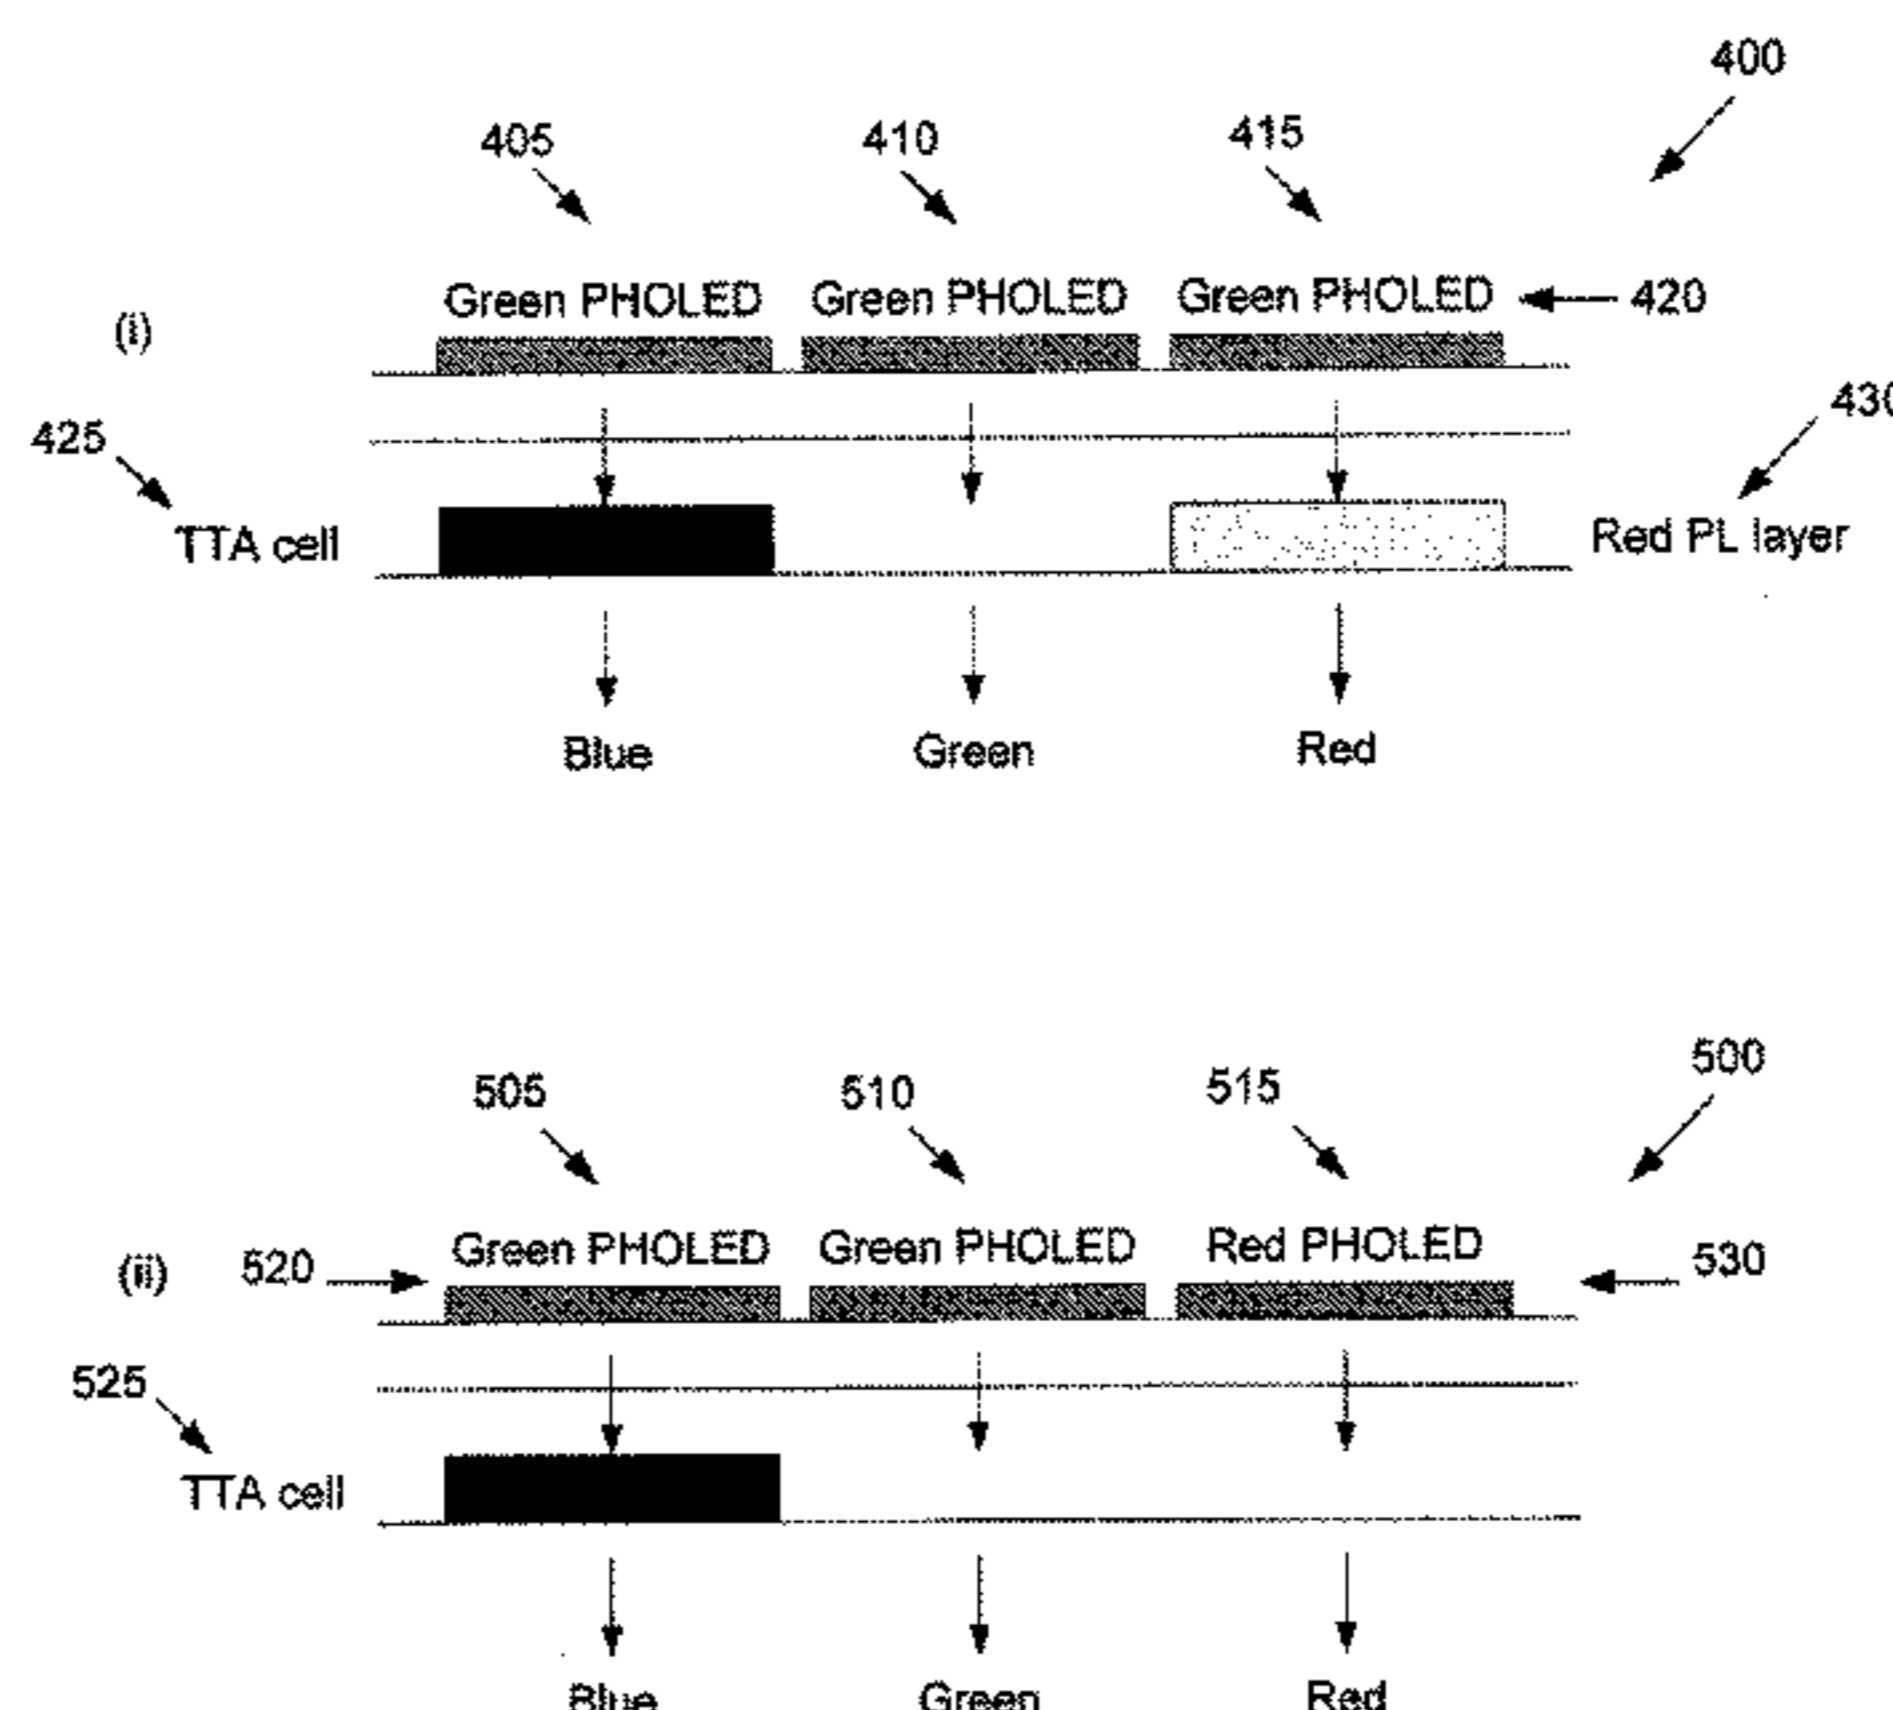 400
405 410 415
Green PHOLED Green PHOLED Green PHOLED 420
(i)
430
425
TTA cell Red PL layer
Blue Green Red
500
505 510 515
Green PHOLED Green PHOLED Red PHOLED
(ii) 520 530
525
TTA cell
Blue Green Red